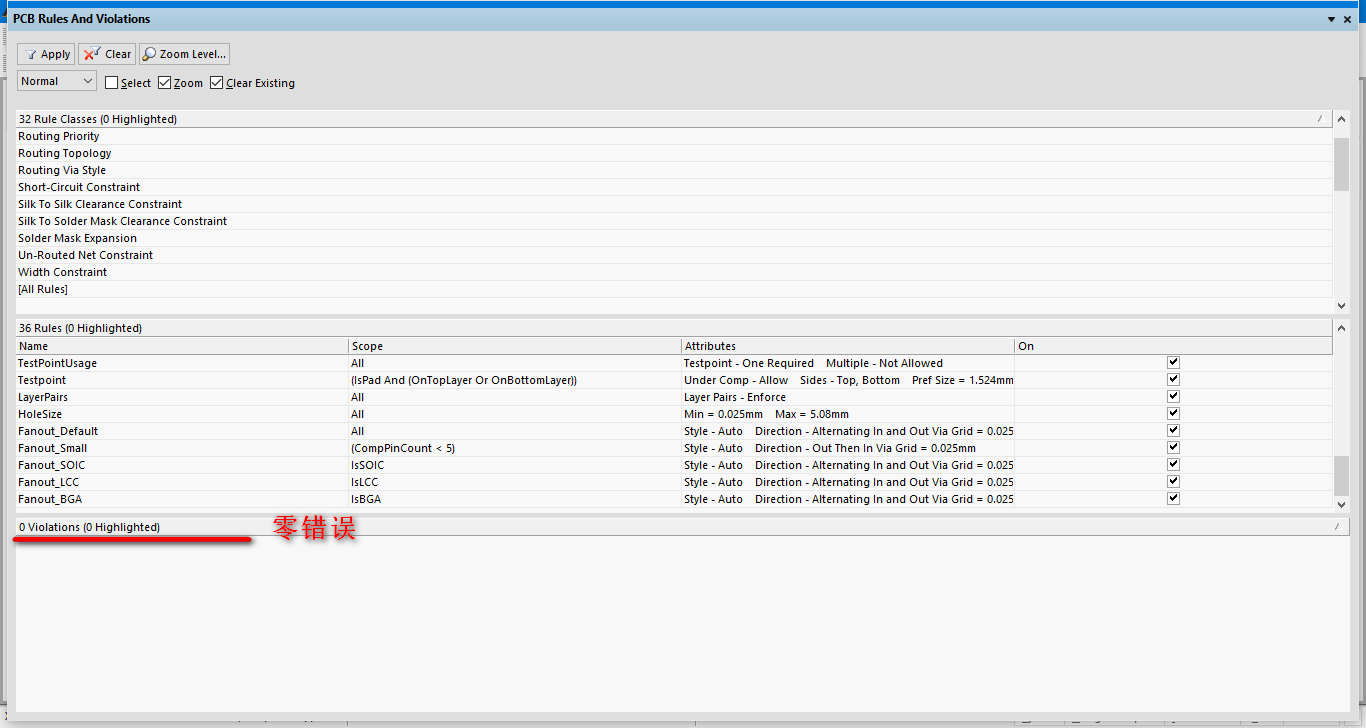 PCB Rules And Violations
Apply Clear Zoom Level...
Normal Select Zoom Clear Existing
32 Rule Classes (0 Highlighted)
Routing Priority
Routing Topology
Routing Via Style
Short-Circuit Constraint
Silk To Silk Clearance Constraint
Silk To Solder Mask Clearance Constraint
Solder Mask Expansion
Un-Routed Net Constraint
Width Constraint
[All Rules]
36 Rules (0 Highlighted)
Name Scope Attributes On
TestPointUsage All Testpoint - One Required Multiple - Not Allowed
Testpoint (IsPad And (OnTopLayer Or OnBottomLayer)) Under Comp - Allow Sides - Top, Bottom Pref Size = 1.524mm
LayerPairs All Layer Pairs - Enforce
HoleSize All Min = 0.025mm Max = 5.08mm
Fanout_Default All Style - Auto Direction - Alternating In and Out Via Grid = 0.025
Fanout_Small (CompPinCount < 5) Style - Auto Direction - Out Then In Via Grid = 0.025mm
Fanout_SOIC IsSOIC Style - Auto Direction - Alternating In and Out Via Grid = 0.025
Fanout_LCC IsLCC Style - Auto Direction - Alternating In and Out Via Grid = 0.025
Fanout_BGA IsBGA Style - Auto Direction - Alternating In and Out Via Grid = 0.025
0 Violations (0 Highlighted) 零错误